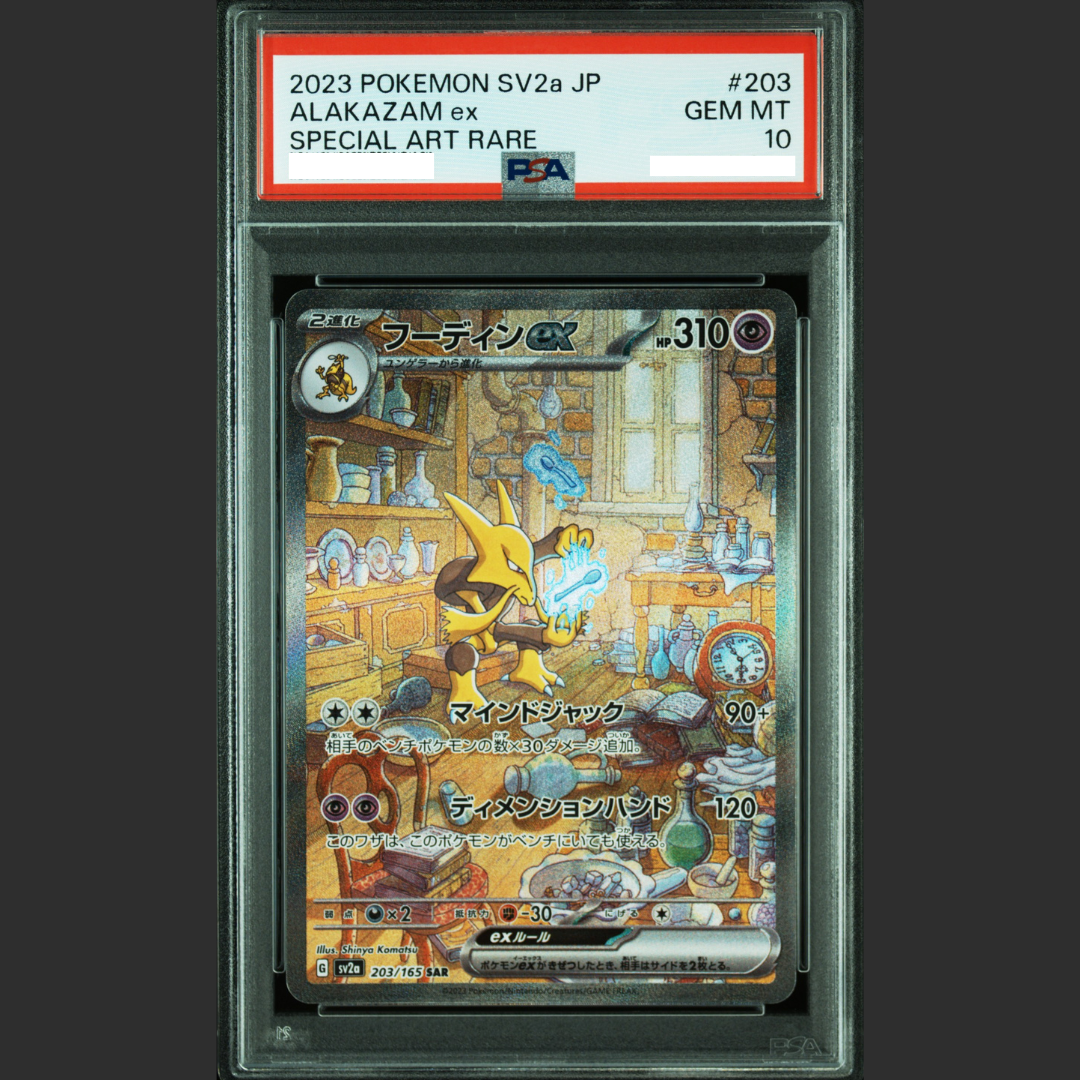 2023 POKEMON SV2a JP #203
ALAKAZAM ex GEM MT
SPECIAL ART RARE 10
PSA
2進化 フーディンex HP310
ユンゲラーから進化
マインドジャック 90+
相手のベンチポケモンの数×30ダメージ追加。
ディメンションハンド 120
このワザは、このポケモンがベンチにいても使える。
弱点 ×2 抵抗力 -30 にげる
exルール
ポケモンexがきぜつしたとき、相手はサイドを2枚とる。
Illus. Shinya Komatsu
G sv2a 203/165 SAR
©2023 Pokémon/Nintendo/Creatures/GAME FREAK.
PSA